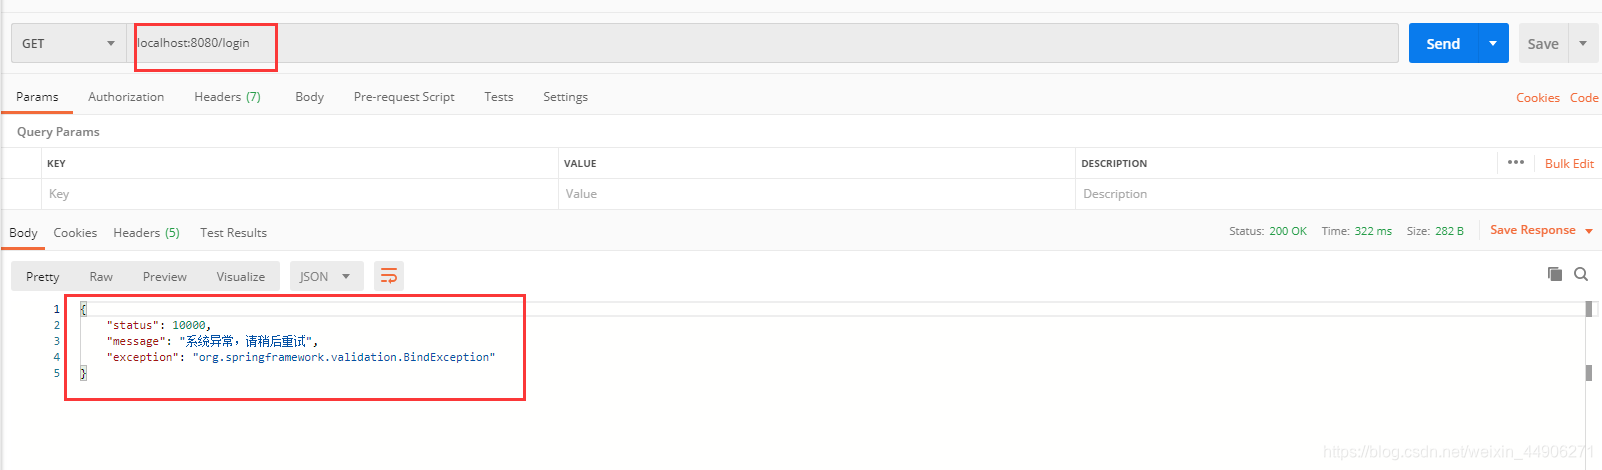 GET localhost:8080/login Send Save
Params Authorization Headers (7) Body Pre-request Script Tests Settings Cookies Code
Query Params
KEY VALUE DESCRIPTION ••• Bulk Edit
Key Value Description
Body Cookies Headers (5) Test Results Status: 200 OK Time: 322 ms Size: 282 B Save Response
Pretty Raw Preview Visualize JSON
1 {
2 "status": 10000,
3 "message": "系统异常，请稍后重试",
4 "exception": "org.springframework.validation.BindException"
5 }
https://blog.csdn.net/weixin_44906271